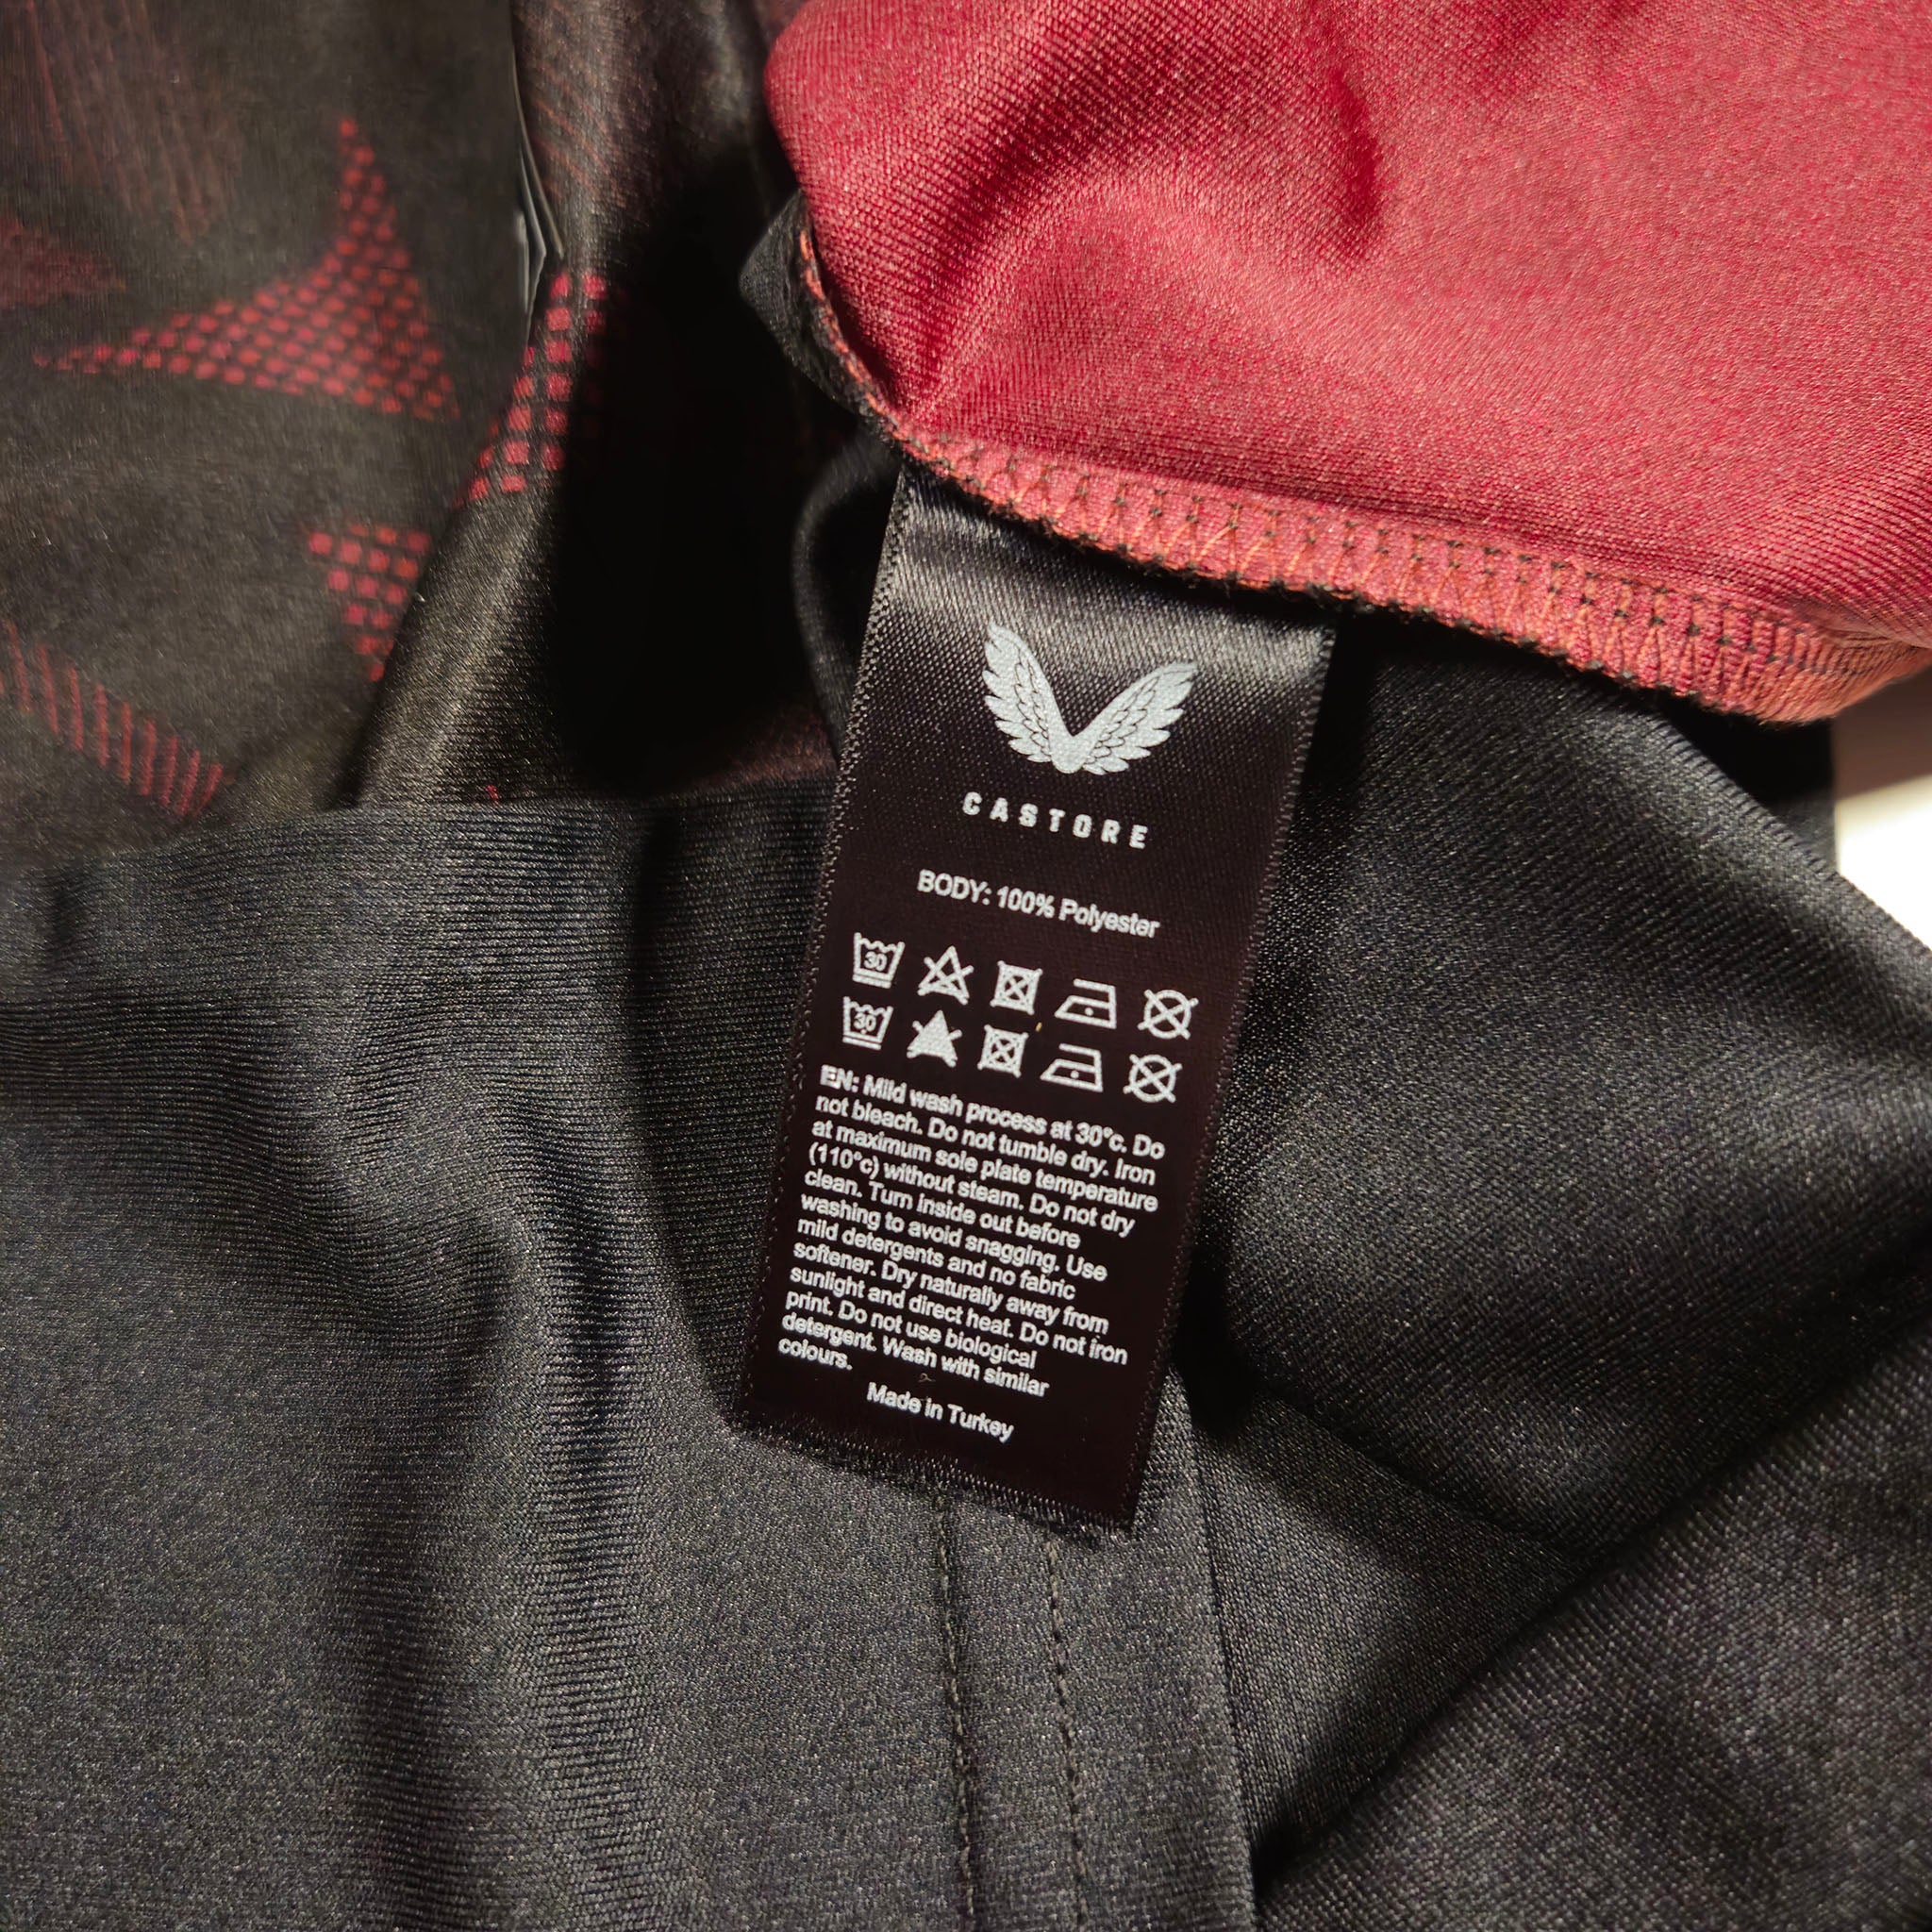 CASTORE
BODY: 100% Polyester
30
30
EN: Mild wash process at 30°c. Do
not bleach. Do not tumble dry. Iron
at maximum sole plate temperature
(110°c) without steam. Do not dry
clean. Turn inside out before
washing to avoid snagging. Use
mild detergents and no fabric
softener. Dry naturally away from
sunlight and direct heat. Do not iron
print. Do not use biological
detergent. Wash with similar
colours.
Made in Turkey